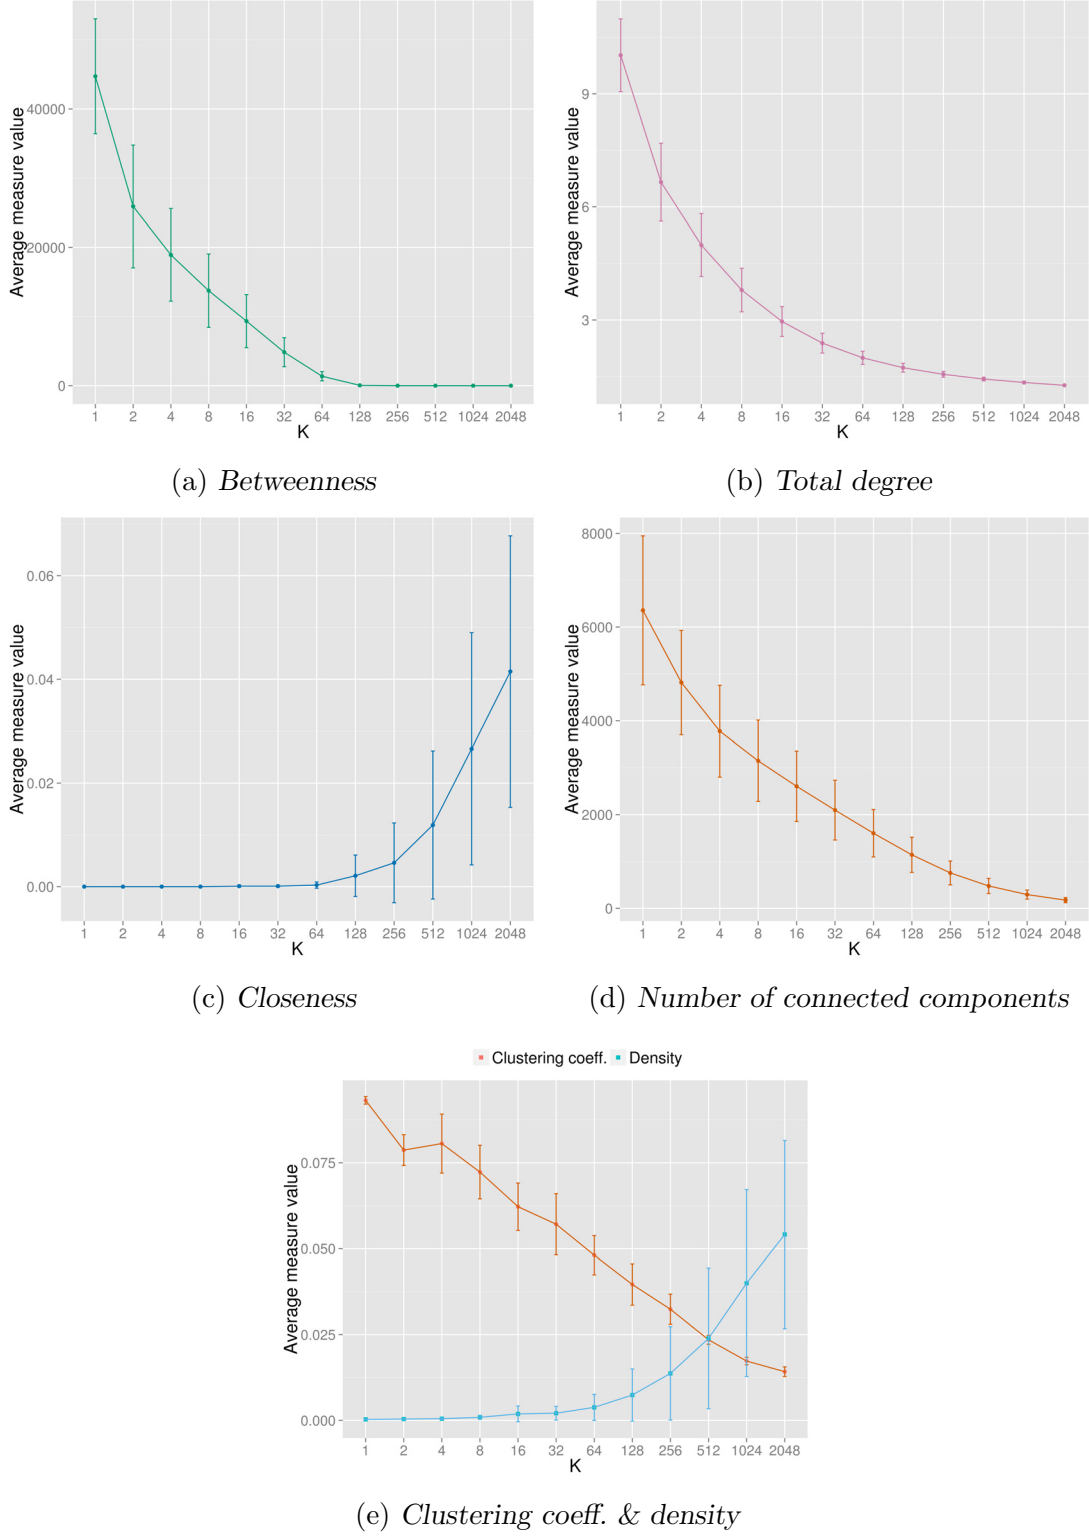 Average measure value
40000
20000
0
1 2 4 8 16 32 64 128 256 512 1024 2048
K
(a) Betweenness
Average measure value
9
6
3
1 2 4 8 16 32 64 128 256 512 1024 2048
K
(b) Total degree
Average measure value
0.06
0.04
0.02
0.00
1 2 4 8 16 32 64 128 256 512 1024 2048
K
(c) Closeness
Average measure value
8000
6000
4000
2000
0
1 2 4 8 16 32 64 128 256 512 1024 2048
K
(d) Number of connected components
Clustering coeff. Density
Average measure value
0.075
0.050
0.025
0.000
1 2 4 8 16 32 64 128 256 512 1024 2048
K
(e) Clustering coeff. & density